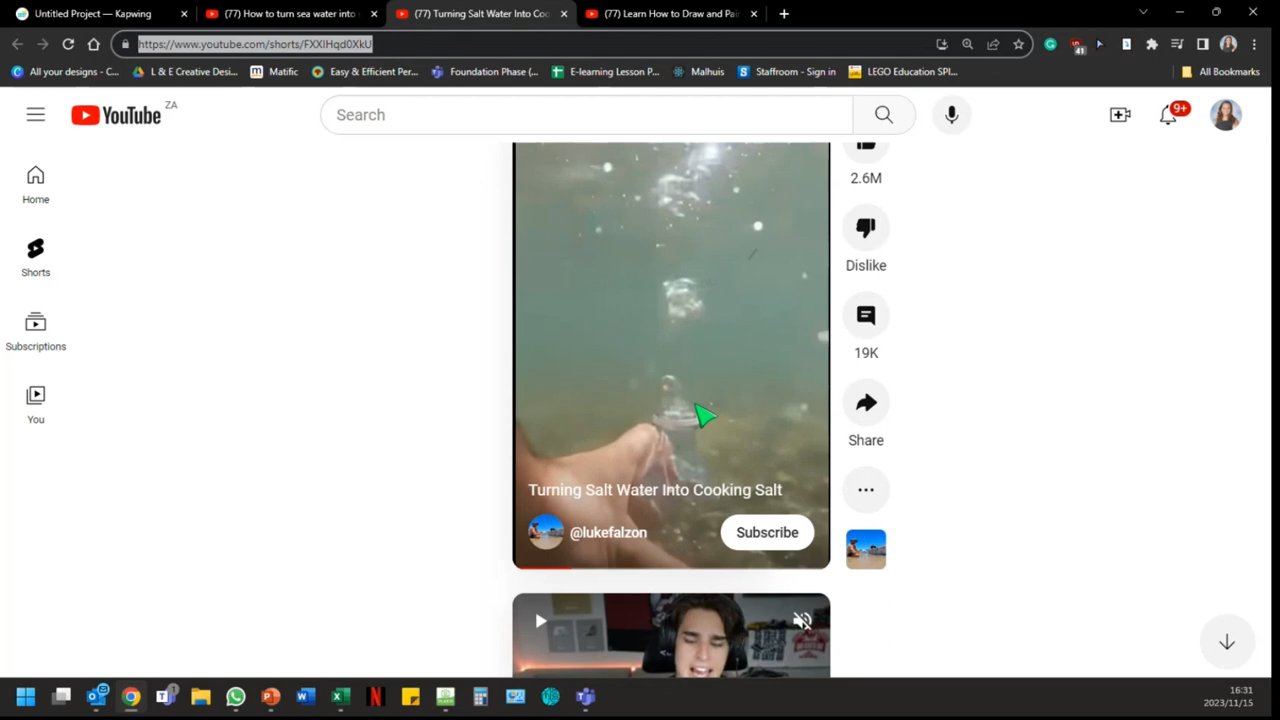 Untitled Project — Kapwing
(77) How to turn sea water into
(77) Turning Salt Water Into Coo
(77) Learn How to Draw and Pai
https://www.youtube.com/shorts/FXXIHqd0XkU
41
All your designs - C...
L & E Creative Desi...
Matific
Easy & Efficient Per...
Foundation Phase (...
E-learning Lesson P...
Malhuis
Staffroom - Sign in
LEGO Education SPI...
All Bookmarks
YouTube ZA
Search
9+
Home
Shorts
Subscriptions
You
2.6M
Dislike
19K
Share
Turning Salt Water Into Cooking Salt
@lukefalzon
Subscribe
16:31
2023/11/15